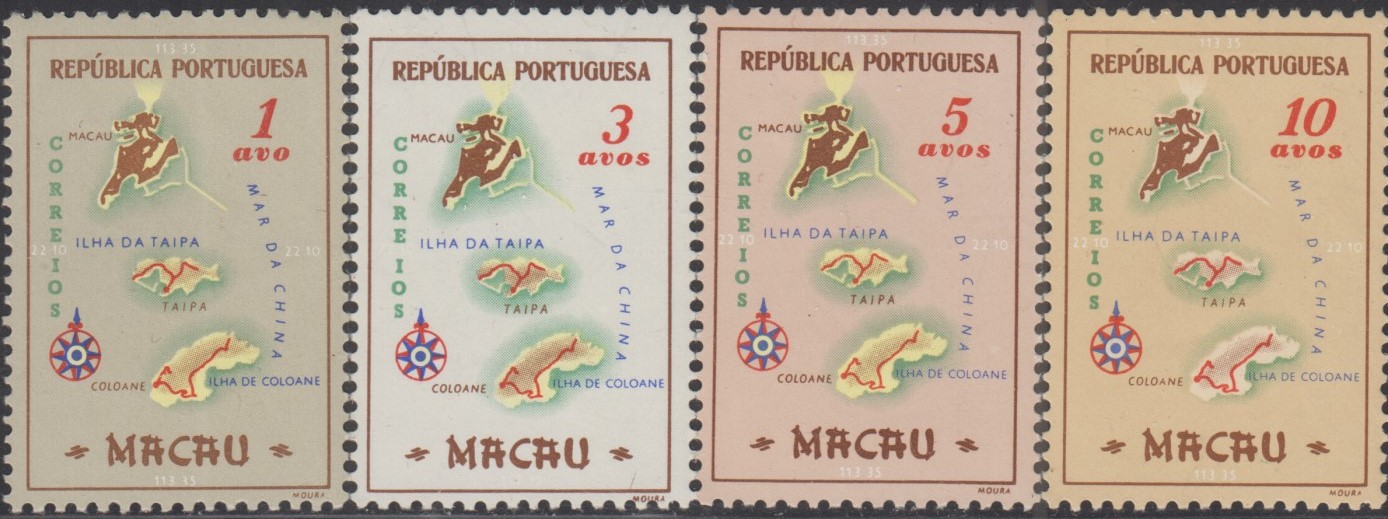 113 35
REPÚBLICA PORTUGUESA
1
avo
MACAU
CORREIOS
MAR DA CHINA
22 10
ILHA DA TAIPA
TAIPA
COLOANE
ILHA DE COLOANE
MACAU
113 35
MOURA
REPÚBLICA PORTUGUESA
3
avos
MACAU
CORREIOS
MAR DA CHINA
ILHA DA TAIPA
TAIPA
COLOANE
ILHA DE COLOANE
MACAU
MOURA
113 35
REPÚBLICA PORTUGUESA
5
avos
MACAU
CORREIOS
MAR DA CHINA
22 10
ILHA DA TAIPA
22 10
TAIPA
COLOANE
ILHA DE COLOANE
MACAU
113 35
MOURA
113 35
REPÚBLICA PORTUGUESA
10
avos
MACAU
CORREIOS
MAR DA CHINA
22 10
ILHA DA TAIPA
22 10
TAIPA
COLOANE
ILHA DE COLOANE
MACAU
113 35
MOURA